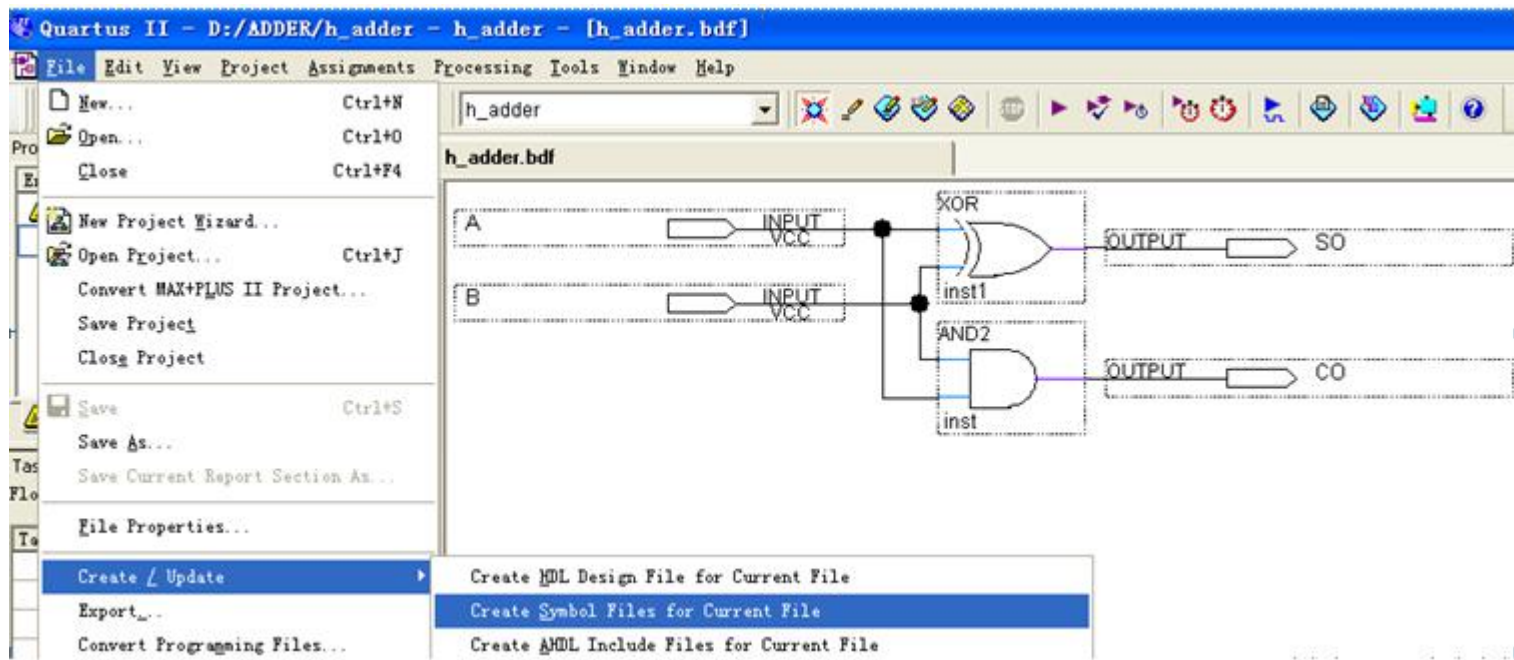 Quartus II - D:/ADDER/h_adder - h_adder - [h_adder.bdf]
File Edit View Project Assignments Processing Tools Window Help
New... Ctrl+N
h_adder
Open... Ctrl+O
Pro
h_adder.bdf
Close Ctrl+F4
New Project Wizard...
Open Project... Ctrl+J
Convert MAX+PLUS II Project...
Save Project
Close Project
Save Ctrl+S
Save As...
Save Current Report Section As...
File Properties...
Create / Update
Export...
Convert Programming Files...
Create HDL Design File for Current File
Create Symbol Files for Current File
Create AHDL Include Files for Current File
Tas
Flo
Ta
A INPUT
VCC
B INPUT
VCC
XOR
inst1
AND2
inst
OUTPUT SO
OUTPUT CO